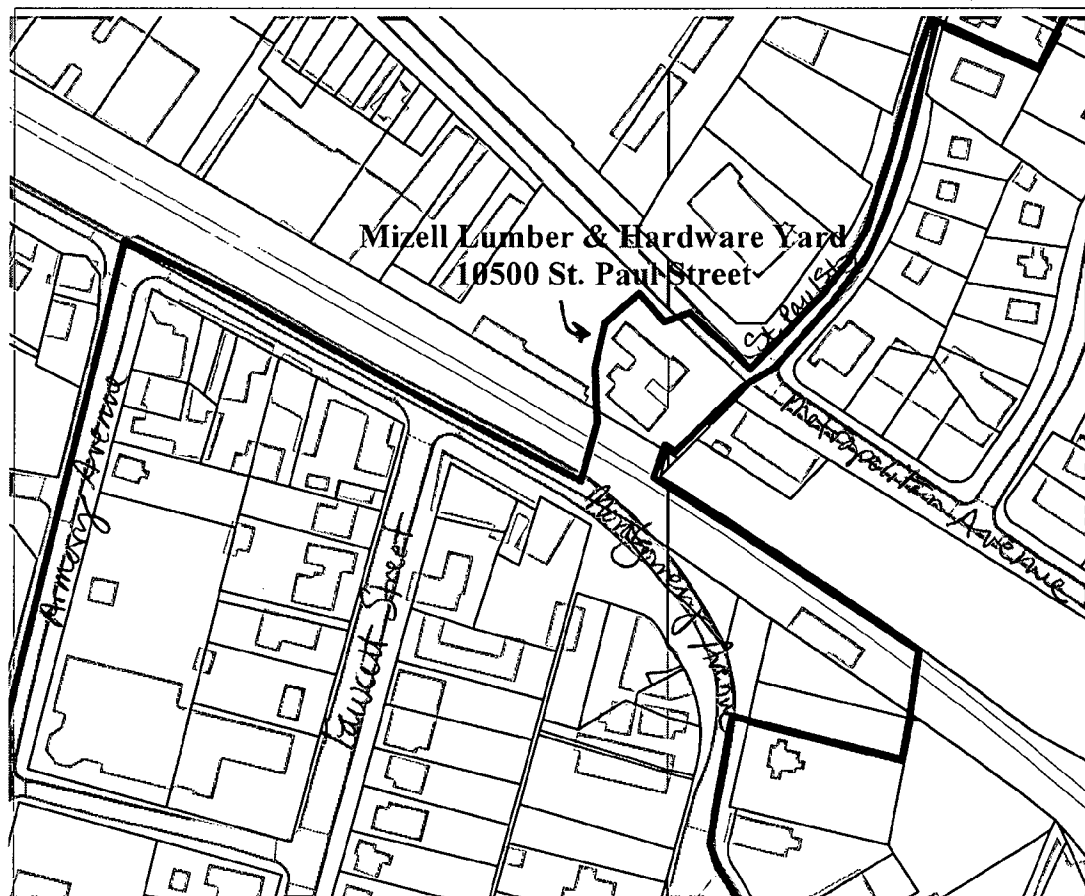 Mizell Lumber & Hardware Yard
10500 St. Paul Street
St. Paul St
Metropolitan Avenue
Armory Avenue
Fawcett Street
Montgomery Avenue